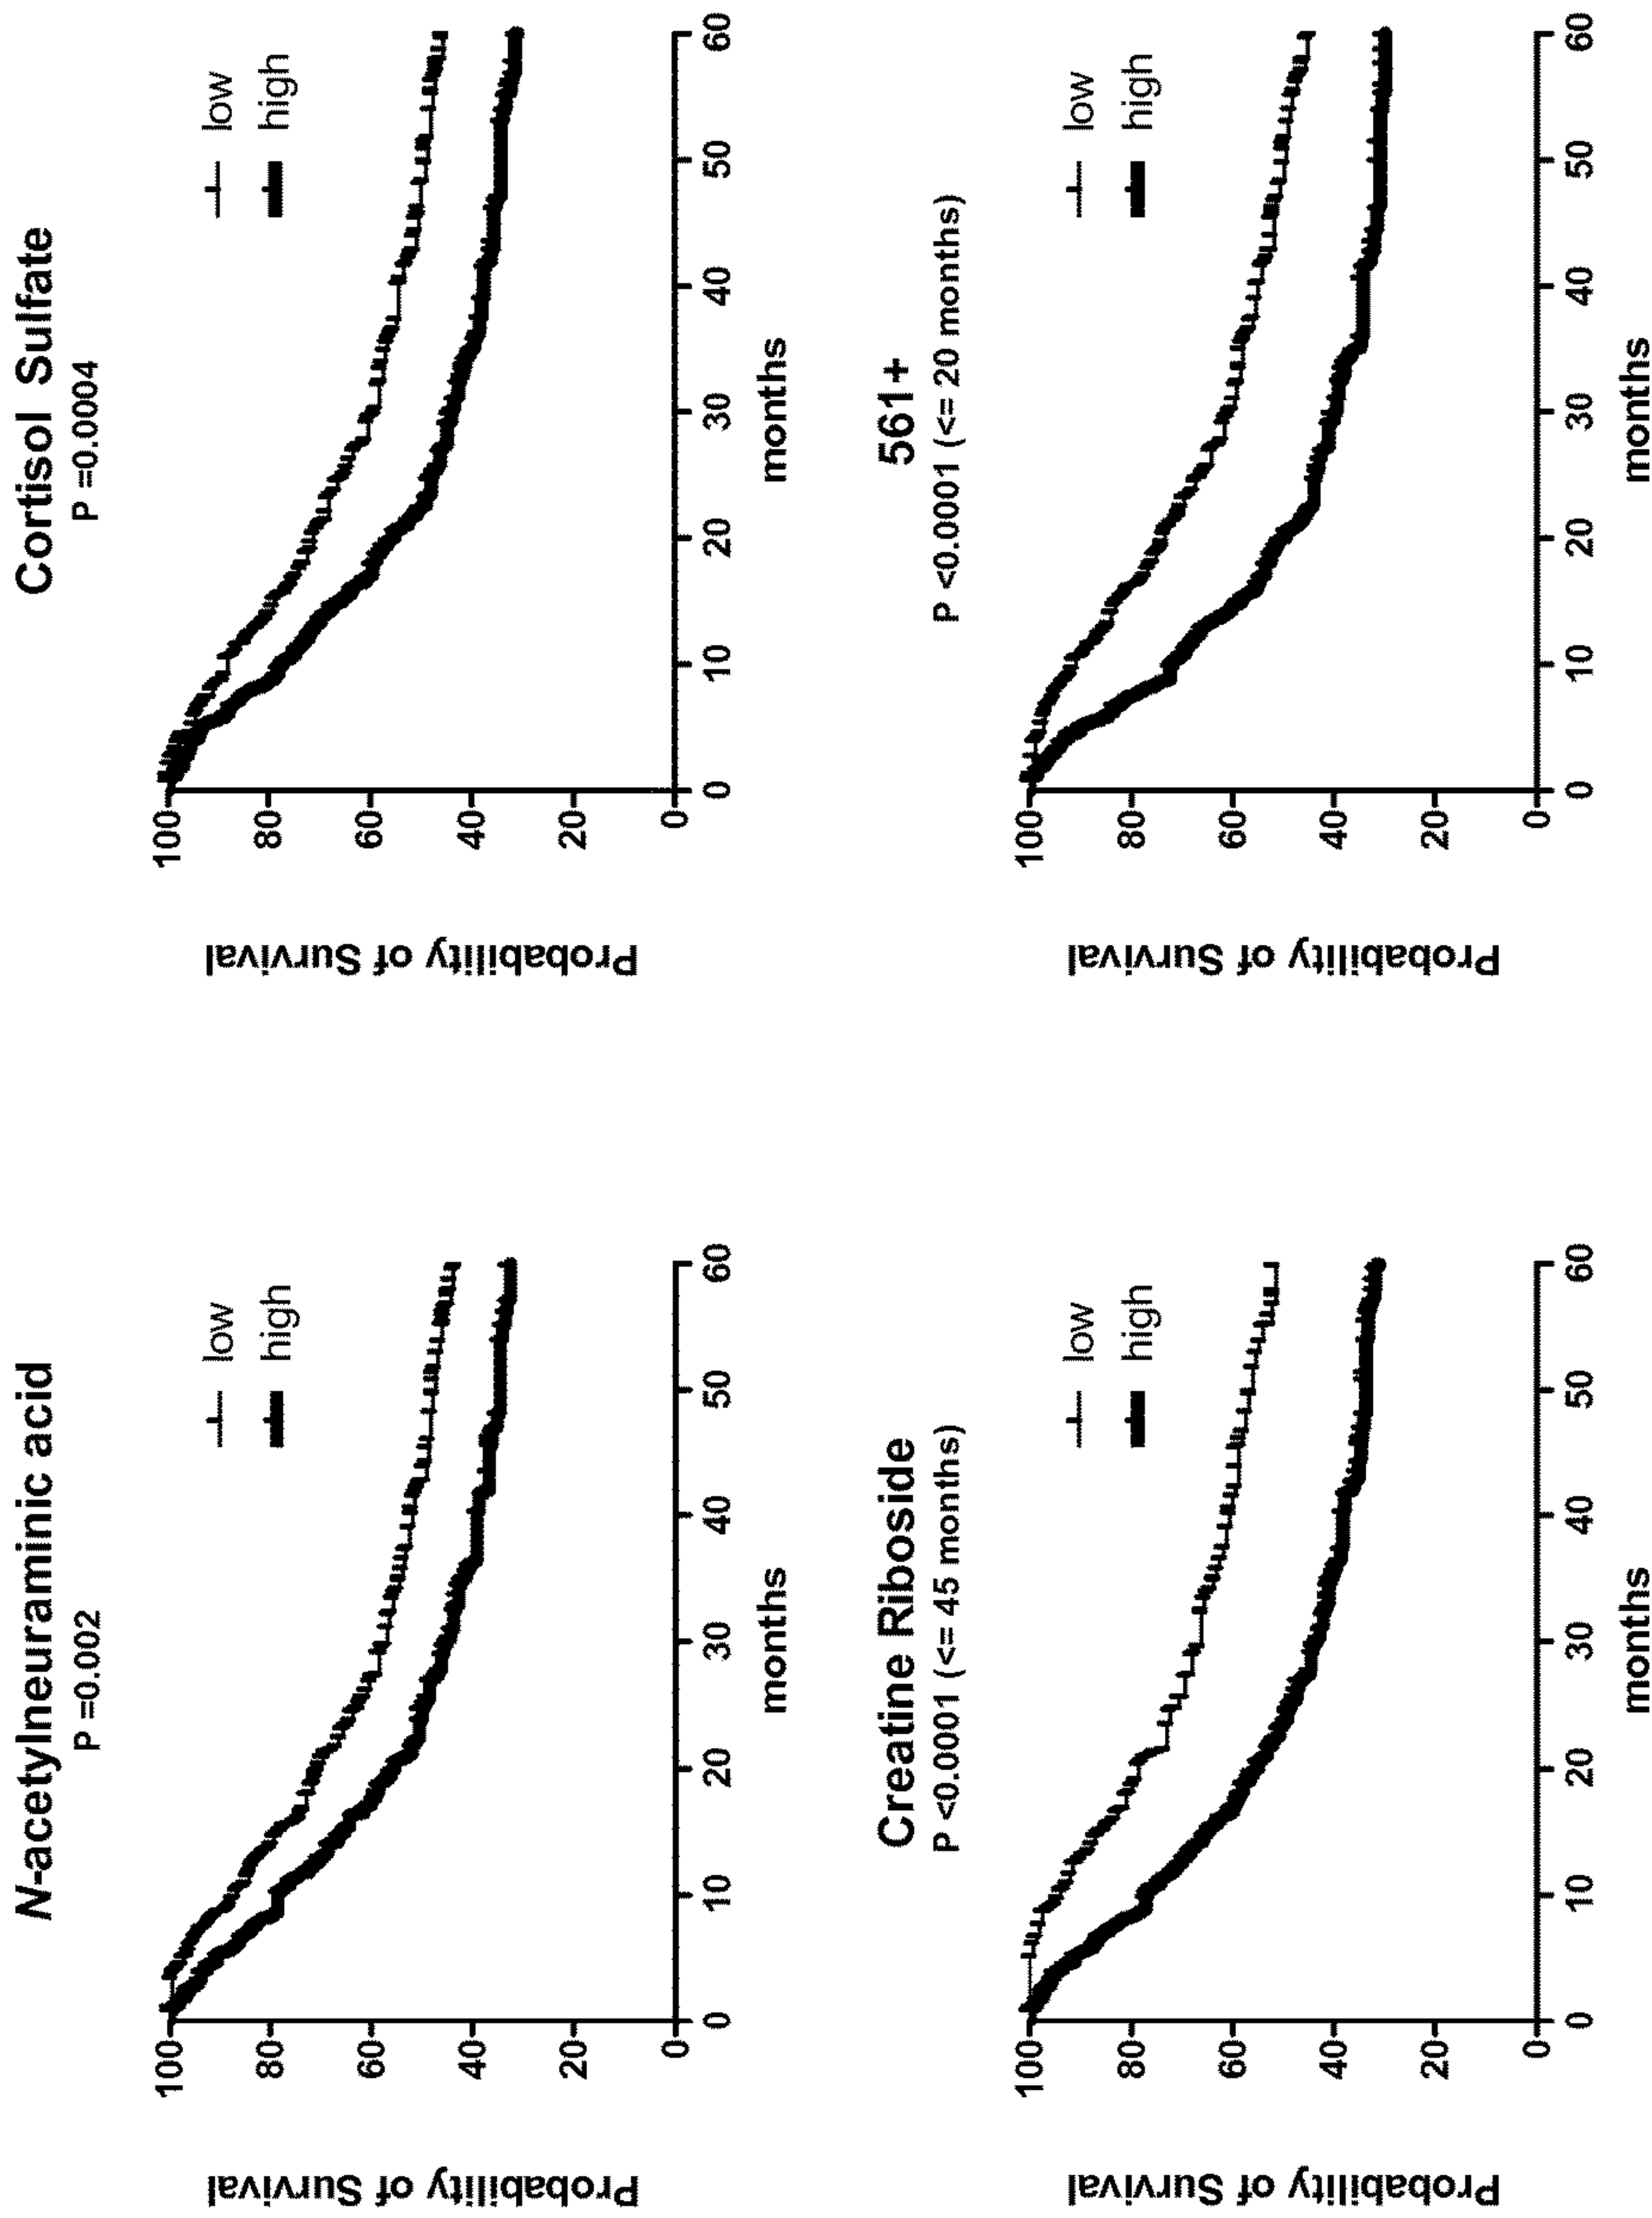 N-acetylneuraminic acid
P =0.002
Probability of Survival
100
80
60
40
20
0
0 10 20 30 40 50 60
months
low
high
Cortisol Sulfate
P =0.0004
Probability of Survival
100
80
60
40
20
0
0 10 20 30 40 50 60
months
low
high
Creatine Riboside
P <0.0001 (<= 45 months)
Probability of Survival
100
80
60
40
20
0
0 10 20 30 40 50 60
months
low
high
561+
P <0.0001 (<= 20 months)
Probability of Survival
100
80
60
40
20
0
0 10 20 30 40 50 60
months
low
high